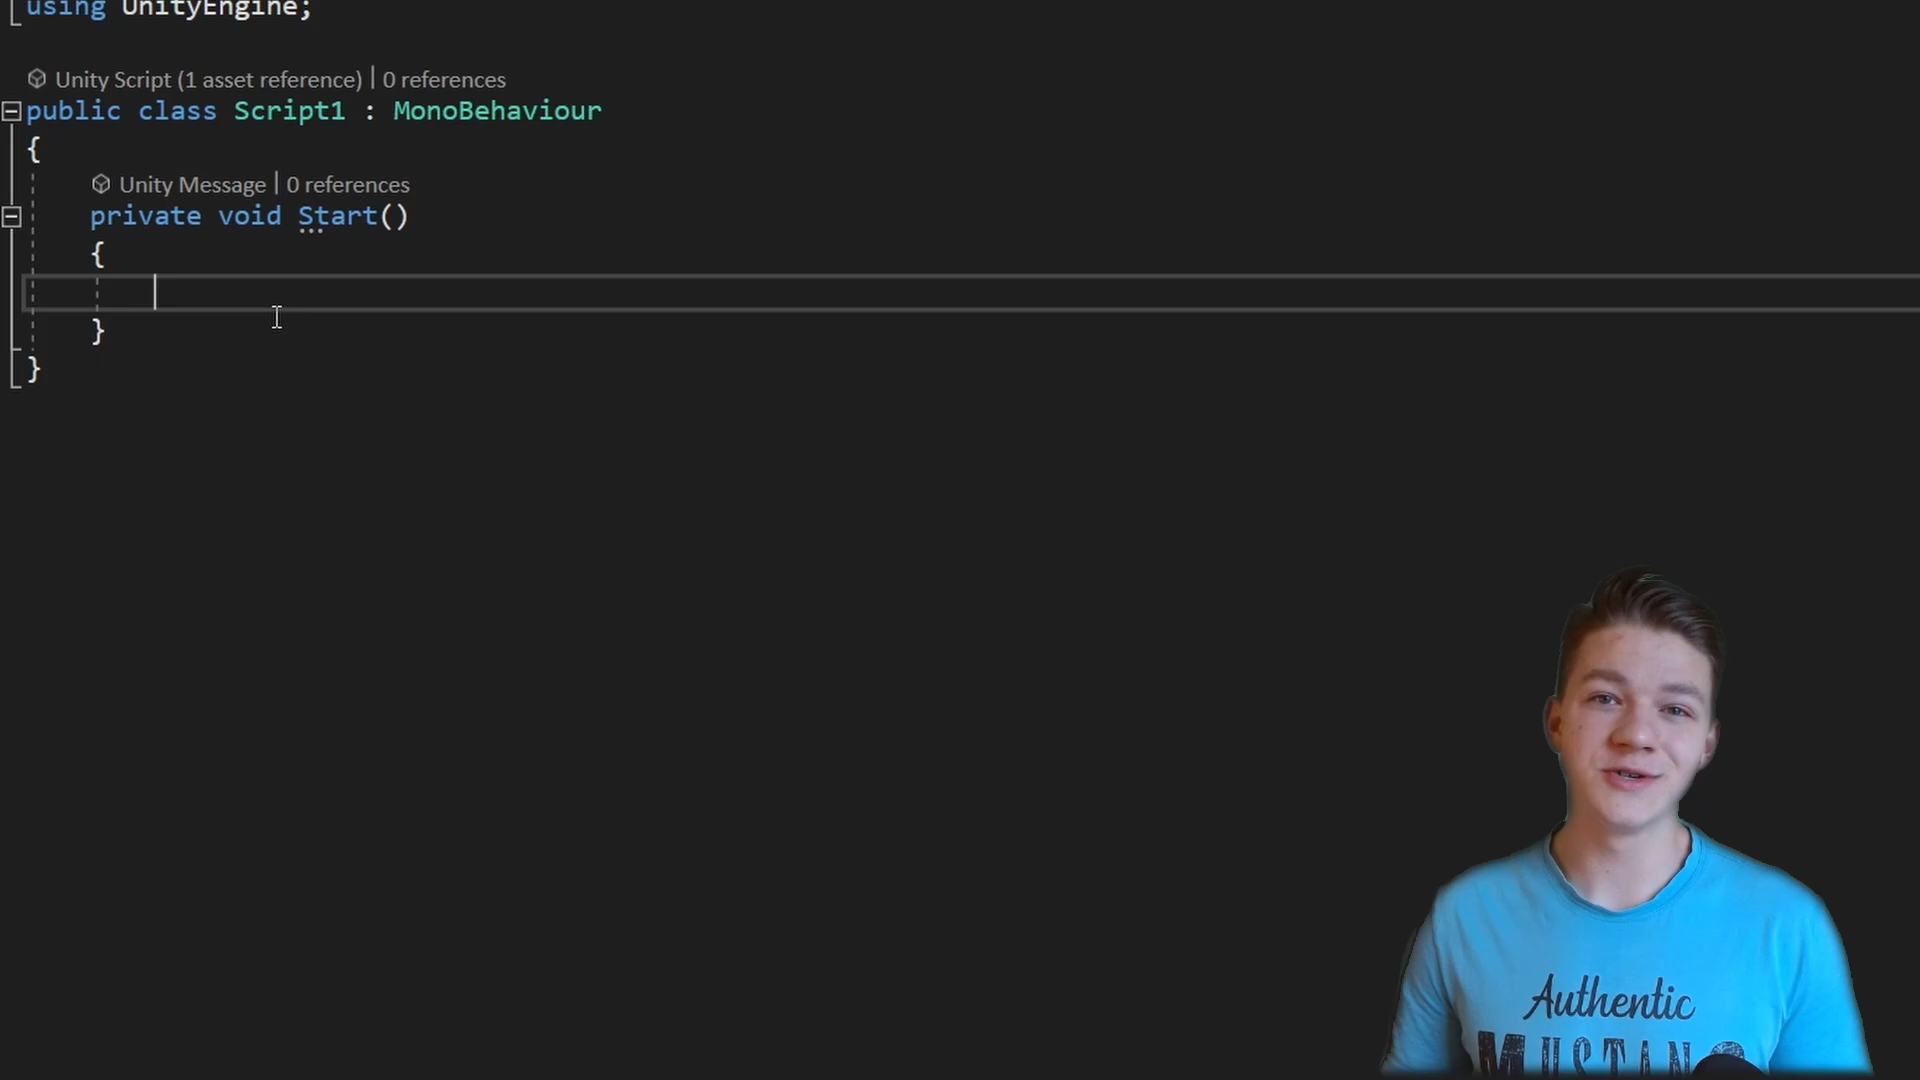 using UnityEngine;
Unity Script (1 asset reference) | 0 references
public class Script1 : MonoBehaviour
{
Unity Message | 0 references
private void Start()
{
}
}
Authentic